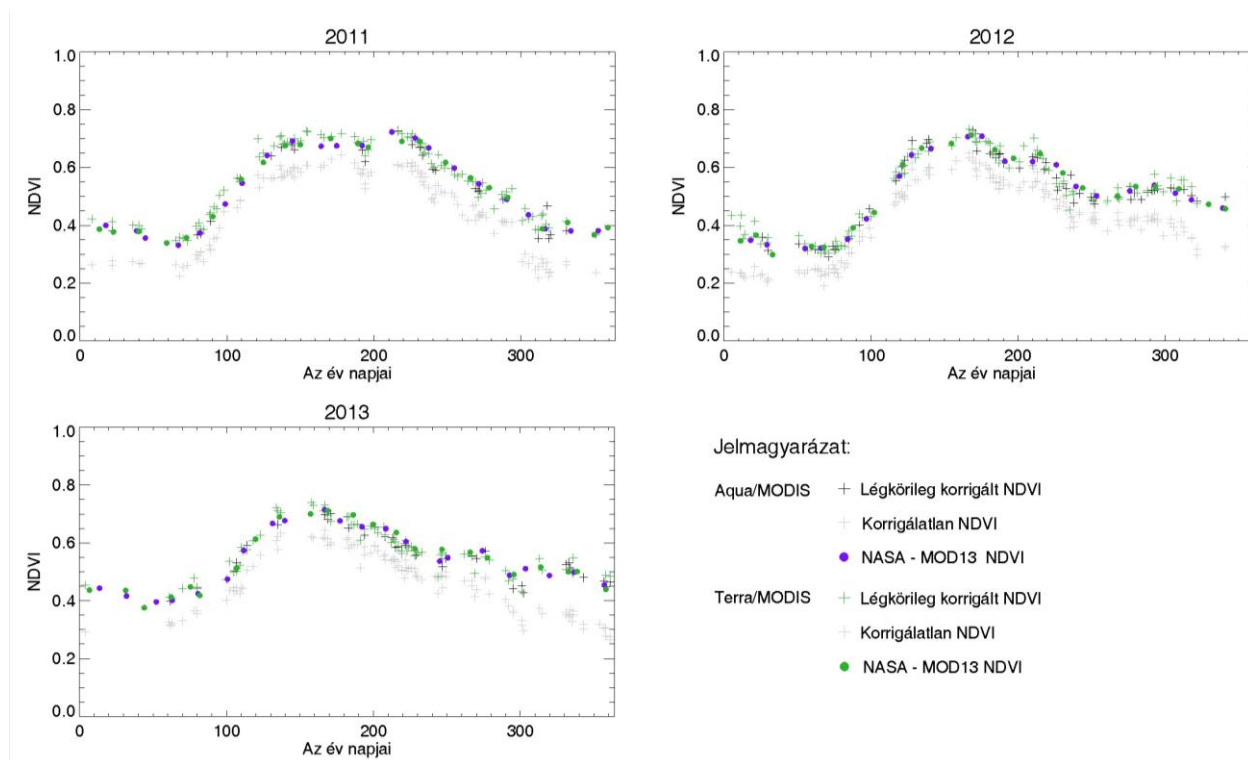 2011
1.0
0.8
0.6
0.4
0.2
0.0
NDVI
0 100 200 300
Az év napjai
2012
1.0
0.8
0.6
0.4
0.2
0.0
NDVI
0 100 200 300
Az év napjai
2013
1.0
0.8
0.6
0.4
0.2
0.0
NDVI
0 100 200 300
Az év napjai
Jelmagyarázat:
Aqua/MODIS Légkörileg korrigált NDVI
Korrigálatlan NDVI
NASA - MOD13 NDVI
Terra/MODIS Légkörileg korrigált NDVI
Korrigálatlan NDVI
NASA - MOD13 NDVI